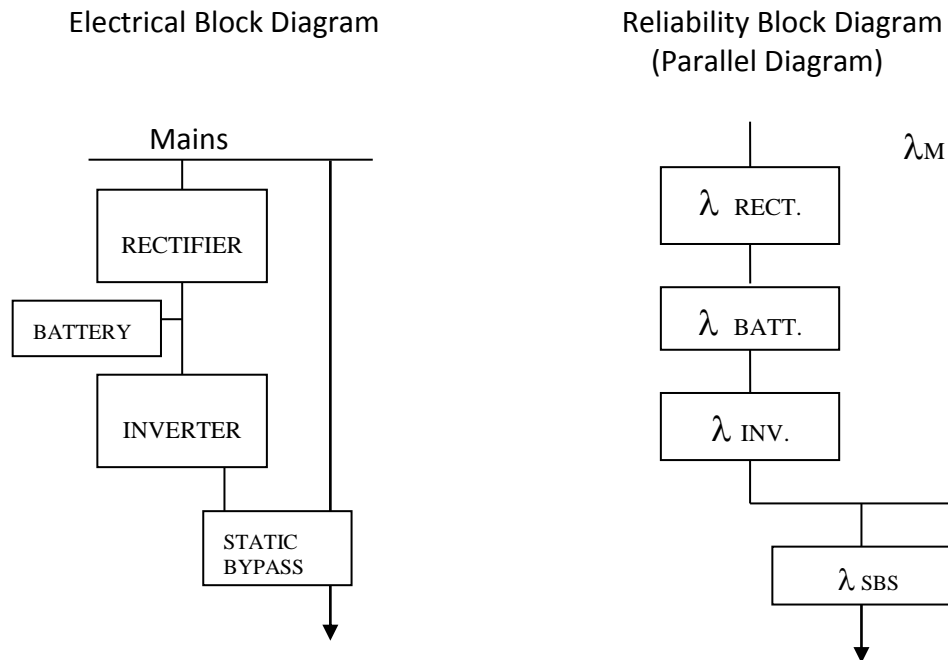 Electrical Block Diagram
Mains
RECTIFIER
BATTERY
INVERTER
STATIC
BYPASS
Reliability Block Diagram
(Parallel Diagram)
λM
λ RECT.
λ BATT.
λ INV.
λ SBS